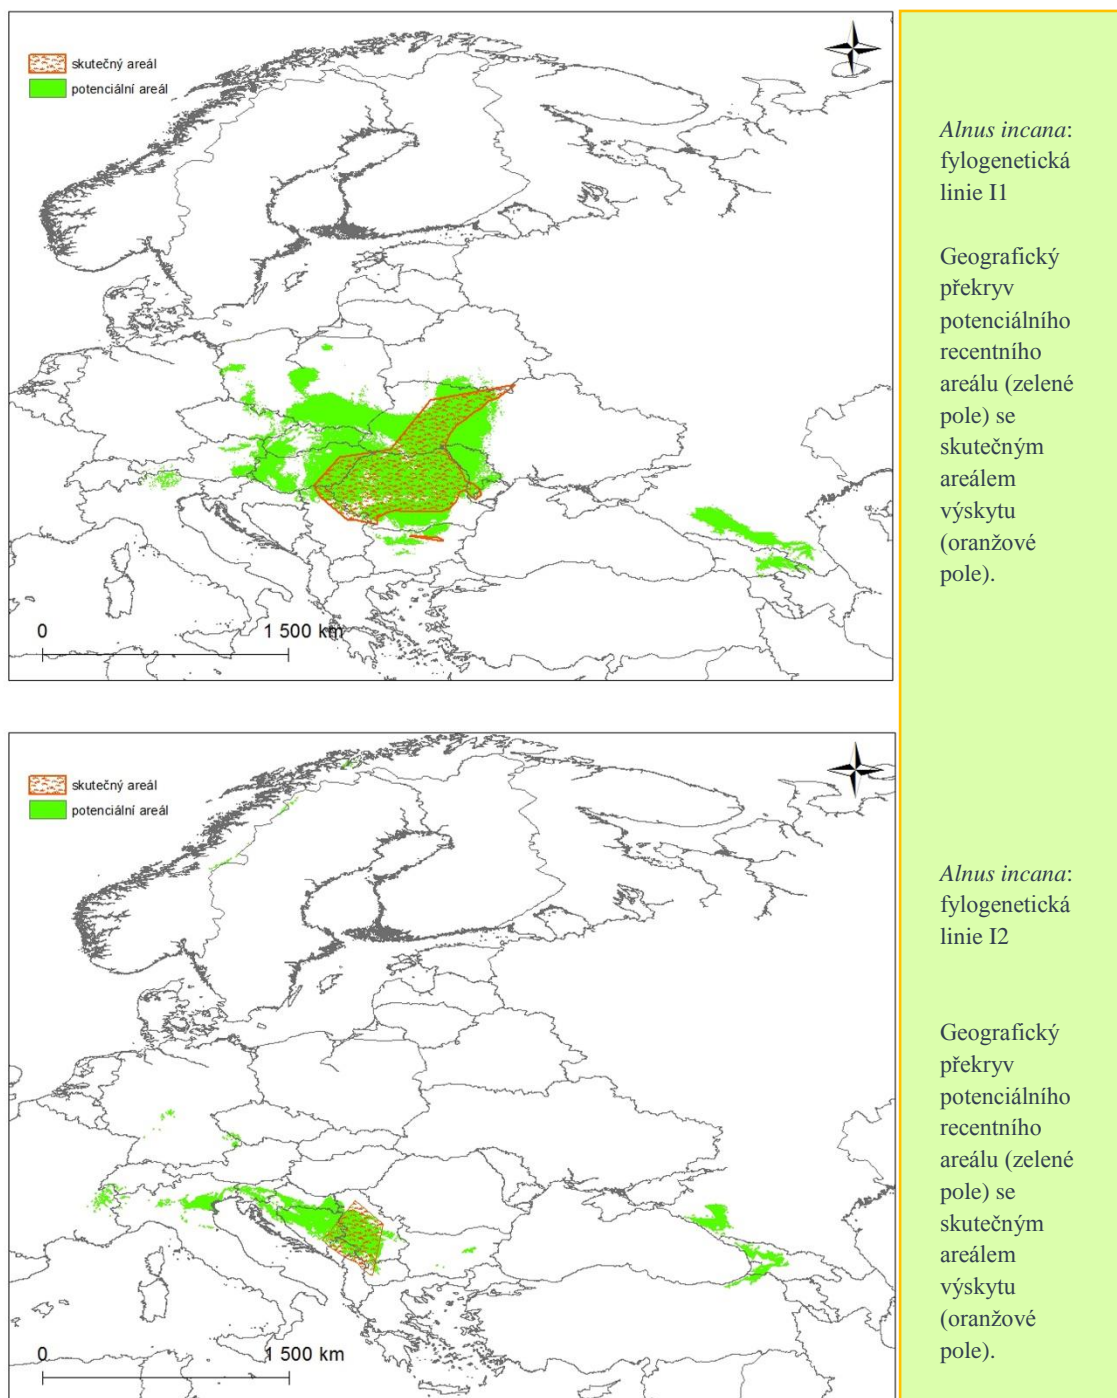 skutečný areál
potenciální areál
0
1 500 km
Alnus incana:
fylogenetická
linie I1
Geografický
překryv
potenciálního
recentního
areálu (zelené
pole) se
skutečným
areálem
výskytu
(oranžové
pole).
skutečný areál
potenciální areál
0
1 500 km
Alnus incana:
fylogenetická
linie I2
Geografický
překryv
potenciálního
recentního
areálu (zelené
pole) se
skutečným
areálem
výskytu
(oranžové
pole).